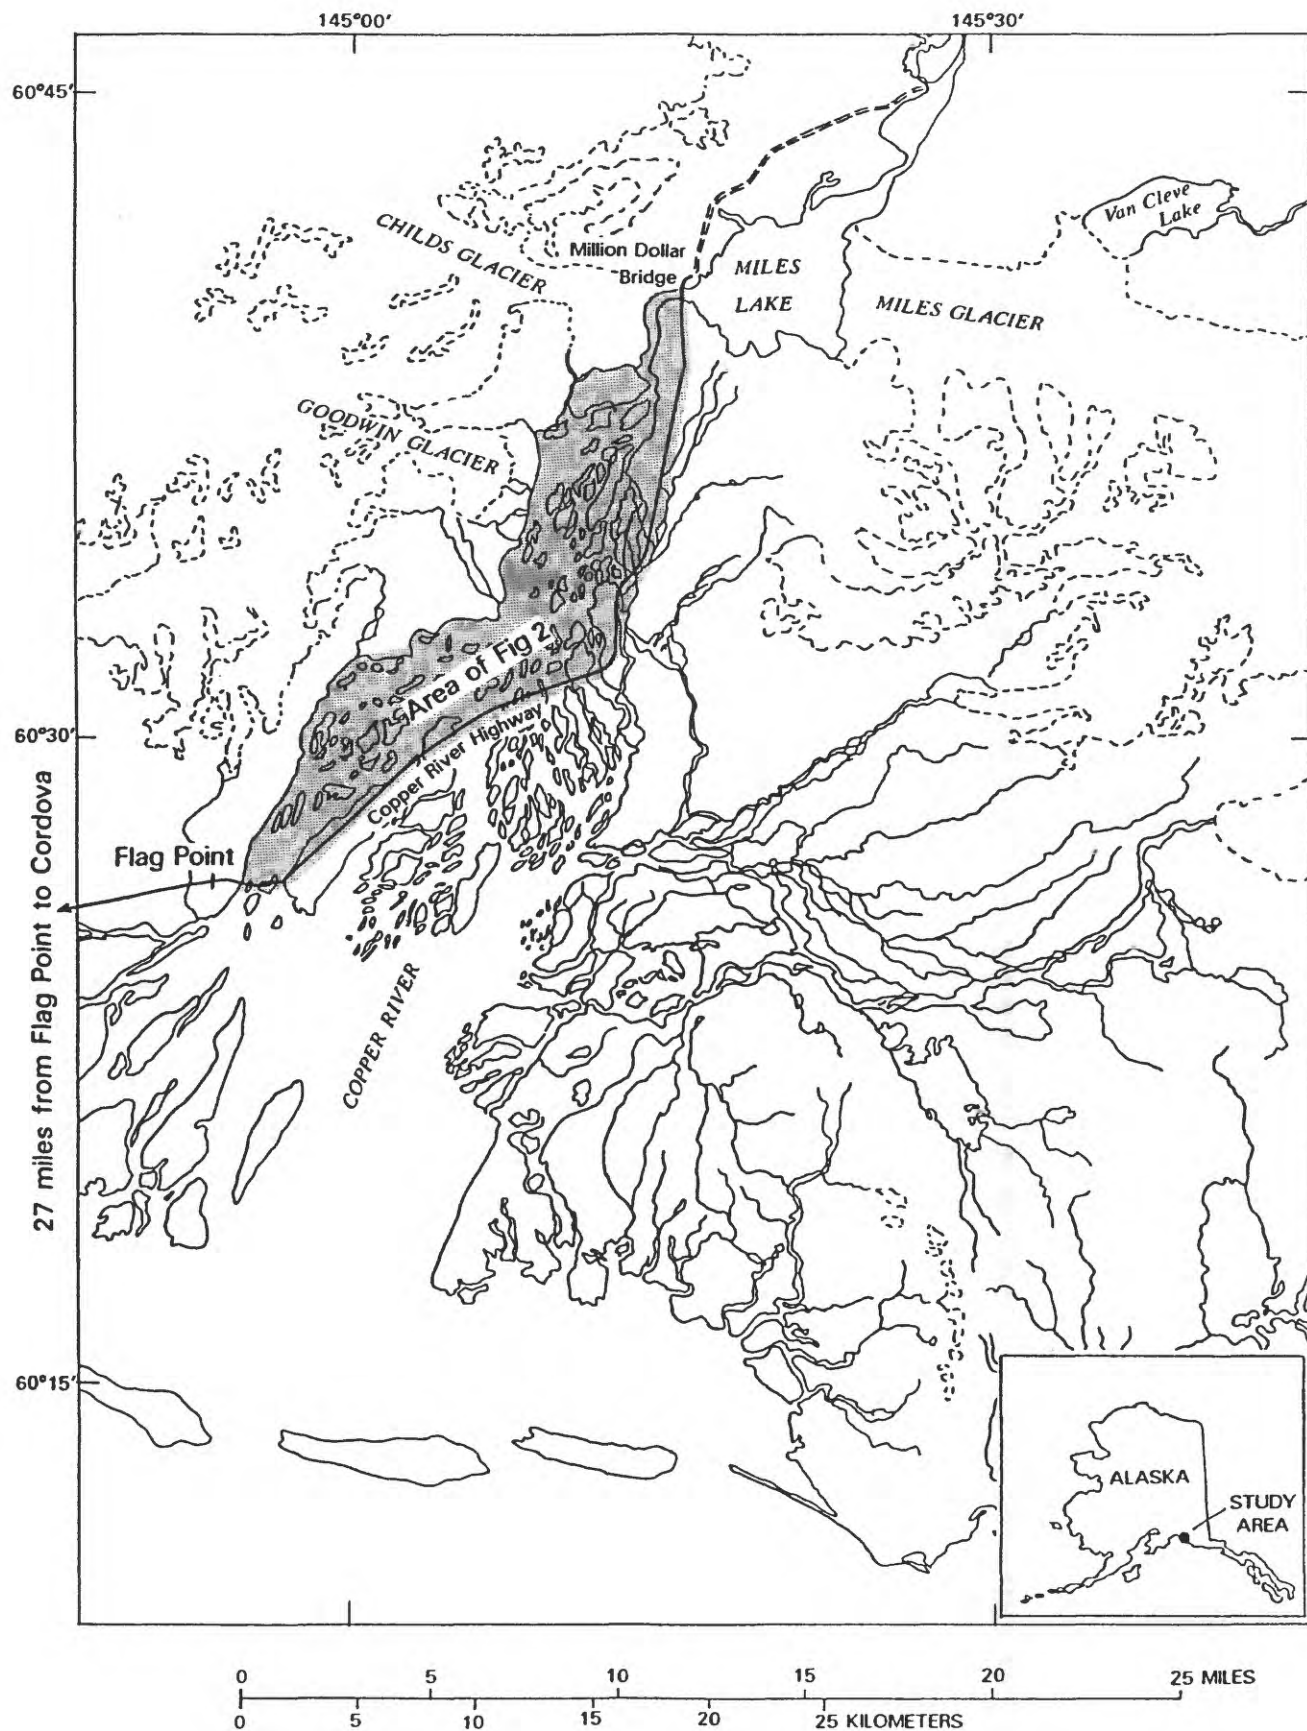 145°00'
145°30'
60°45'
CHILDS GLACIER
Million Dollar
Bridge
MILES
LAKE
Van Cleve
Lake
MILES GLACIER
GOODWIN GLACIER
Area of Fig 2
60°30'
Copper River Highway
Flag Point
27 miles from Flag Point to Cordova
COPPER RIVER
60°15'
ALASKA
STUDY
AREA
0 5 10 15 20 25 MILES
0 5 10 15 20 25 KILOMETERS